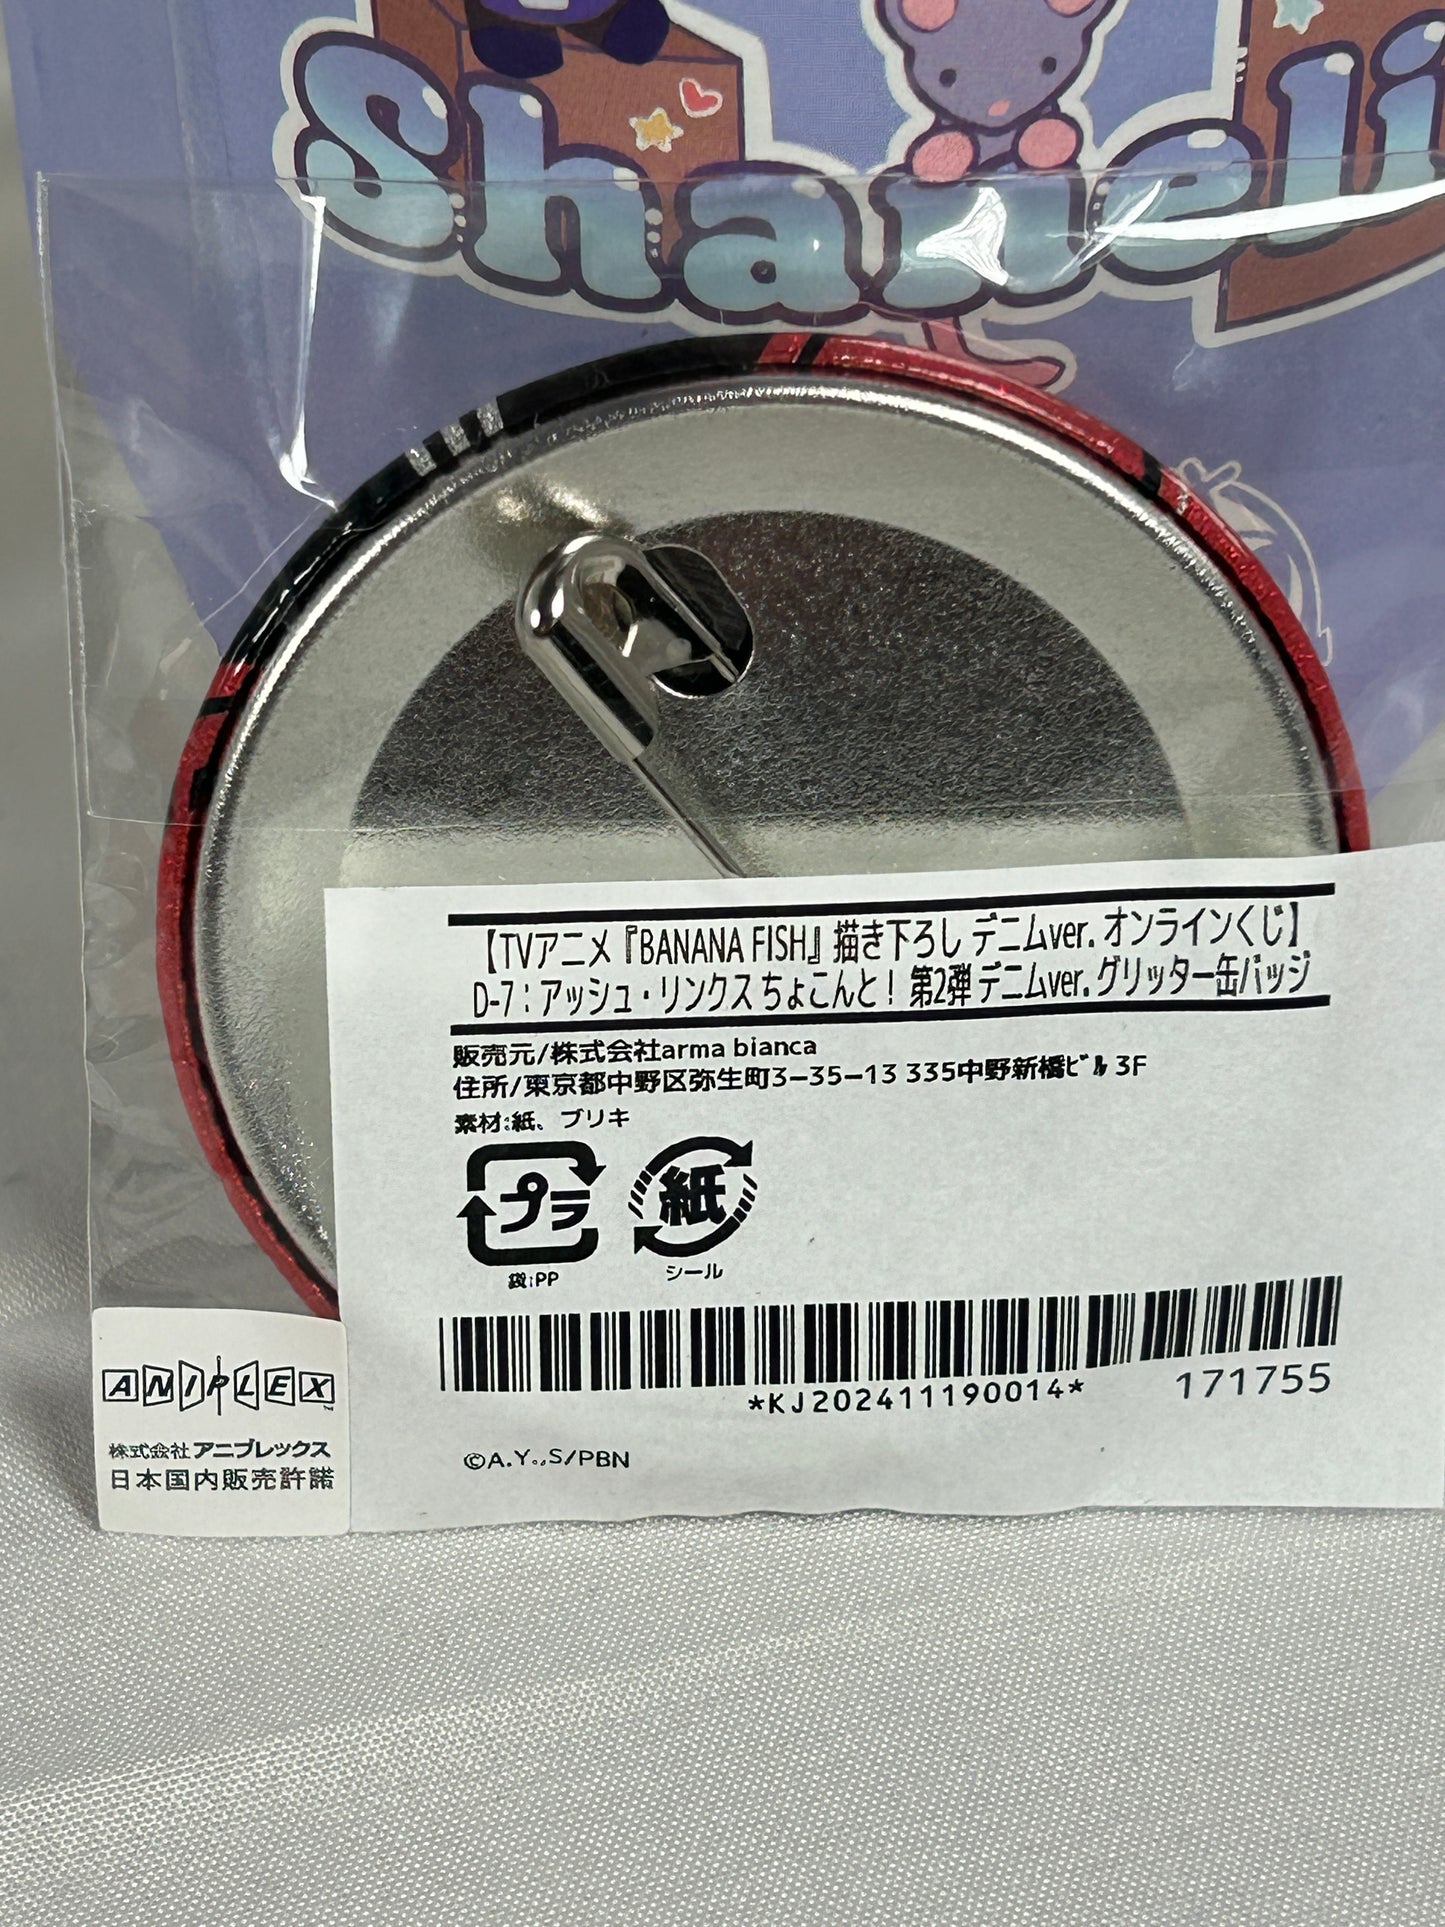 Shaneli
【TVアニメ『BANANA FISH』描き下ろし デニムver. オンラインくじ】
D-7：アッシュ・リンクス ちょこんと！ 第2弾 デニムver. グリッター缶バッジ
販売元/株式会社arma bianca
住所/東京都中野区弥生町3-35-13 335中野新橋ビル 3F
素材:紙、ブリキ
プラ
紙
袋:PP
シール
*KJ202411190014*
171755
©A.Y.,S/PBN
ANIPLEX
株式会社アニプレックス
日本国内販売許諾